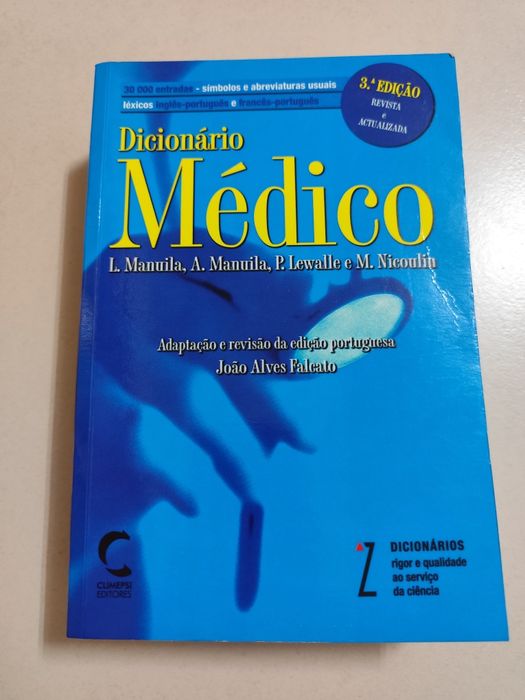 30 000 entradas - símbolos e abreviaturas usuais
léxicos inglês-português e francês-português
3.ª EDIÇÃO
REVISTA
e
ACTUALIZADA
Dicionário
Médico
L. Manuila, A. Manuila, P. Lewalle e M. Nicoulin
Adaptação e revisão da edição portuguesa
João Alves Falcato
CLIMEPSI
EDITORES
DICIONÁRIOS
rigor e qualidade
ao serviço
da ciência